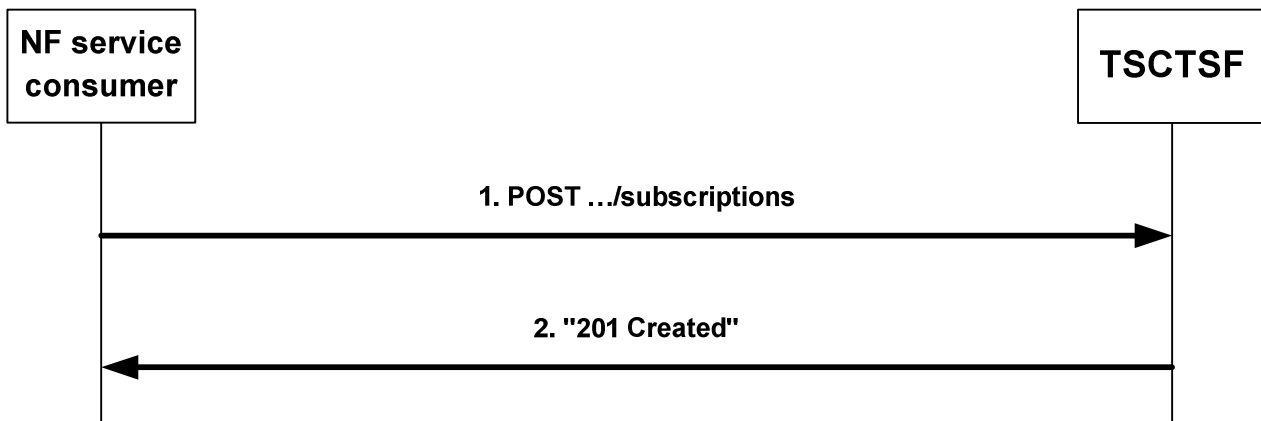 NF service
consumer
TSCTSF
1. POST …/subscriptions
2. "201 Created"